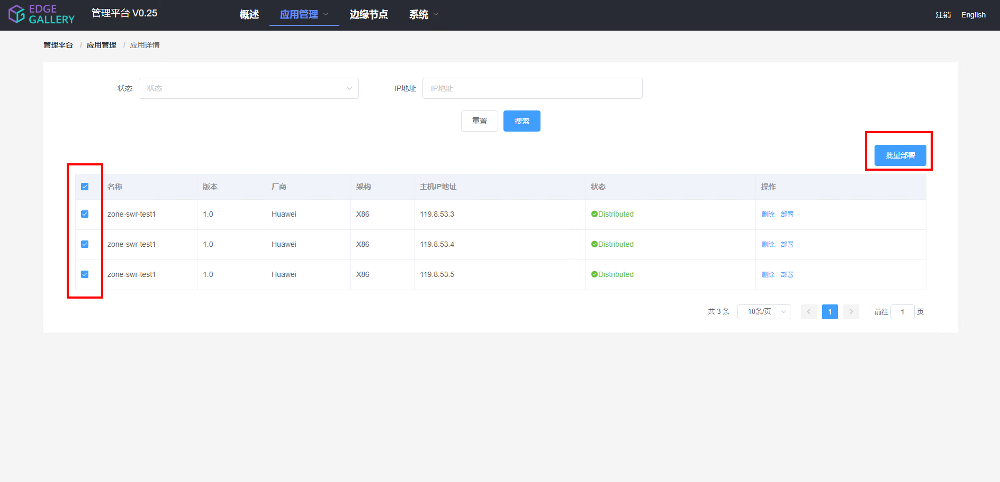 EDGE GALLERY 管理平台 V0.25 概述 应用管理 边缘节点 系统 注销 English
管理平台 / 应用管理 / 应用详情
状态 状态 IP地址 IP地址
重置 搜索
批量部署
名称 版本 厂商 架构 主机IP地址 状态 操作
zone-swr-test1 1.0 Huawei X86 119.8.53.3 Distributed 删除 部署
zone-swr-test1 1.0 Huawei X86 119.8.53.4 Distributed 删除 部署
zone-swr-test1 1.0 Huawei X86 119.8.53.5 Distributed 删除 部署
共 3 条 10条/页 1 前往 1 页